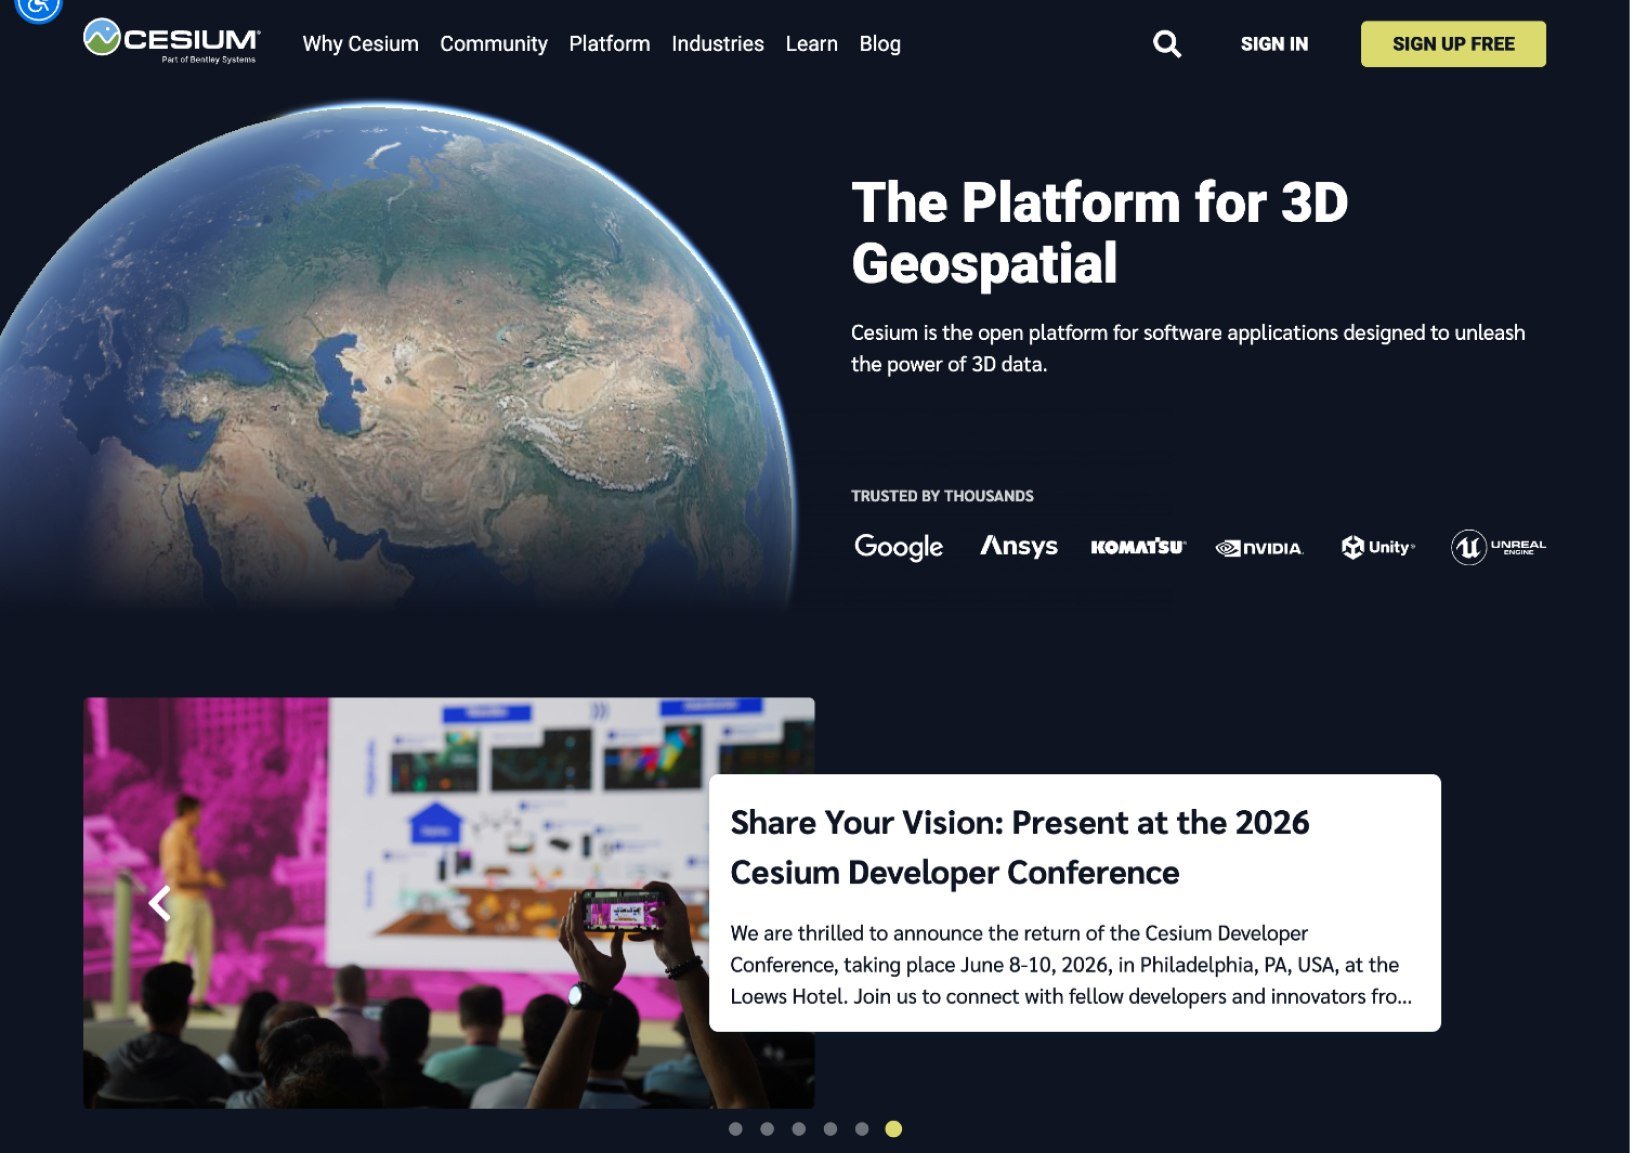 CESIUM
Part of Bentley Systems
Why Cesium Community Platform Industries Learn Blog
SIGN IN
SIGN UP FREE
The Platform for 3D
Geospatial
Cesium is the open platform for software applications designed to unleash
the power of 3D data.
TRUSTED BY THOUSANDS
Google Ansys KOMATSU NVIDIA. Unity UNREAL
ENGINE
Share Your Vision: Present at the 2026
Cesium Developer Conference
We are thrilled to announce the return of the Cesium Developer
Conference, taking place June 8-10, 2026, in Philadelphia, PA, USA, at the
Loews Hotel. Join us to connect with fellow developers and innovators fro...